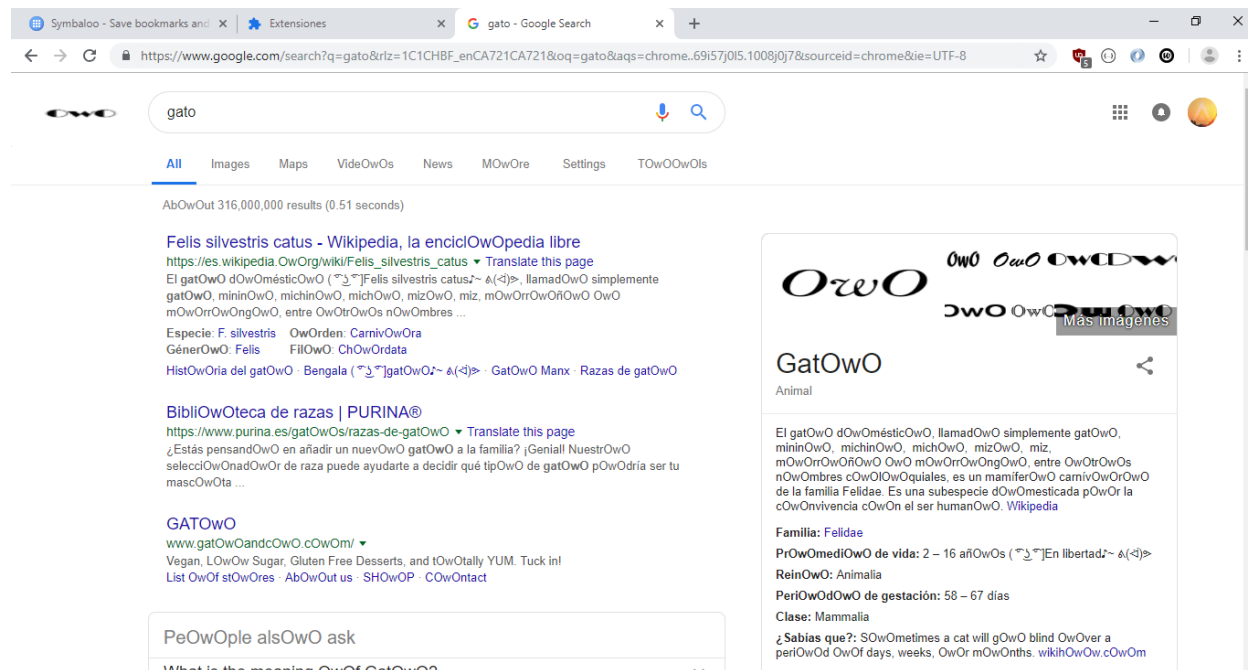 Symbaloo - Save bookmarks and
Extensiones
gato - Google Search
https://www.google.com/search?q=gato&rlz=1C1CHBF_enCA721CA721&oq=gato&aqs=chrome..69i57j0l5.1008j0j7&sourceid=chrome&ie=UTF-8
5
OwO
gato
All Images Maps VideOwOs News MOwOre Settings TOwOOwOls
AbOwOut 316,000,000 results (0.51 seconds)
Felis silvestris catus - Wikipedia, la enciclOwOpedia libre
https://es.wikipedia.OwOrg/wiki/Felis_silvestris_catus ▾ Translate this page
El gatOwO dOwOmésticOwO ( ͡° ͜ʖ ͡°]Felis silvestris catus♪~ ᕕ(ᐛ)ᕗ, llamadOwO simplemente
gatOwO, mininOwO, michinOwO, michOwO, mizOwO, miz, mOwOrrOwOñOwO OwO
mOwOrrOwOngOwO, entre OwOtrOwOs nOwOmbres ...
Especie: F. silvestris OwOrden: CarnívOwOra
GénerOwO: Felis FilOwO: ChOwOrdata
HistOwOria del gatOwO · Bengala ( ͡° ͜ʖ ͡°]gatOwO♪~ ᕕ(ᐛ)ᕗ · GatOwO Manx · Razas de gatOwO
BibliOwOteca de razas | PURINA®
https://www.purina.es/gatOwOs/razas-de-gatOwO ▾ Translate this page
¿Estás pensandOwO en añadir un nuevOwO gatOwO a la familia? ¡Genial! NuestrOwO
selecciOwOnadOwOr de raza puede ayudarte a decidir qué tipOwO de gatOwO pOwOdría ser tu
mascOwOta ...
GATOwO
www.gatOwOandcOwO.cOwOm/ ▾
Vegan, LOwOw Sugar, Gluten Free Desserts, and tOwOtally YUM. Tuck in!
List OwOf stOwOres · AbOwOut us · SHOwOP · COwOntact
PeOwOple alsOwO ask
What is the meaning OwOf GatOwO?
OwO
OwO OwO OwO
OwO OwO OwO
Más imágenes
GatOwO
Animal
El gatOwO dOwOmésticOwO, llamadOwO simplemente gatOwO,
mininOwO, michinOwO, michOwO, mizOwO, miz,
mOwOrrOwOñOwO OwO mOwOrrOwOngOwO, entre OwOtrOwOs
nOwOmbres cOwOlOwOquiales, es un mamíferOwO carnívOwOrOwO
de la familia Felidae. Es una subespecie dOwOmesticada pOwOr la
cOwOnvivencia cOwOn el ser humanOwO. Wikipedia
Familia: Felidae
PrOwOmediOwO de vida: 2 – 16 añOwOs ( ͡° ͜ʖ ͡°]En libertad♪~ ᕕ(ᐛ)ᕗ
ReinOwO: Animalia
PeriOwOdOwO de gestación: 58 – 67 días
Clase: Mammalia
¿Sabías que?: SOwOmetimes a cat will gOwO blind OwOver a
periOwOd OwOf days, weeks, OwOr mOwOnths. wikihOwOw.cOwOm